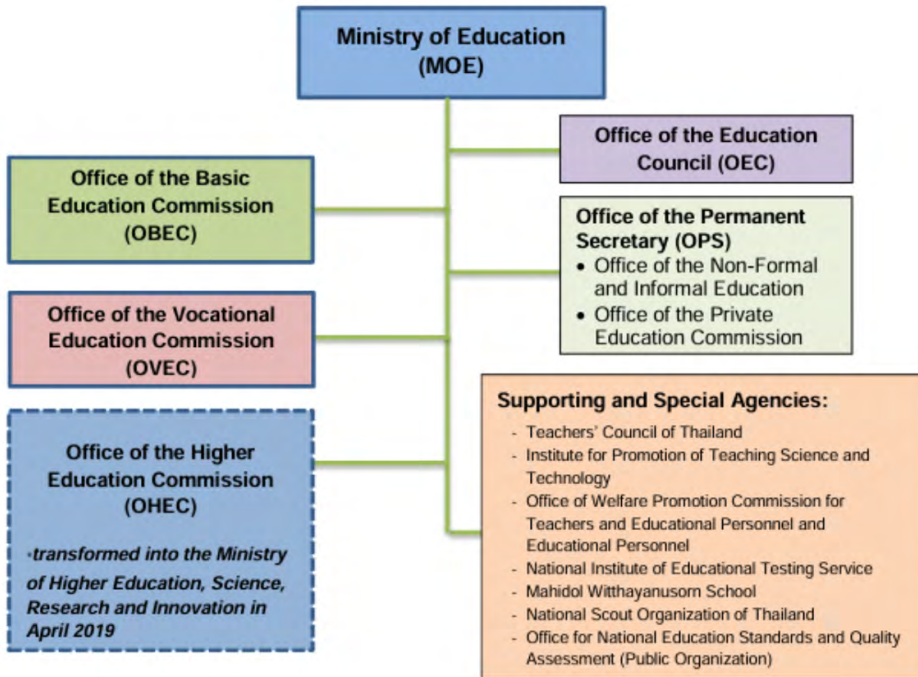 Ministry of Education
(MOE)
Office of the Education
Council (OEC)
Office of the Basic
Education Commission
(OBEC)
Office of the Permanent
Secretary (OPS)
• Office of the Non-Formal
and Informal Education
• Office of the Private
Education Commission
Office of the Vocational
Education Commission
(OVEC)
Supporting and Special Agencies:
- Teachers' Council of Thailand
- Institute for Promotion of Teaching Science and
Technology
- Office of Welfare Promotion Commission for
Teachers and Educational Personnel and
Educational Personnel
- National Institute of Educational Testing Service
- Mahidol Witthayanusorn School
- National Scout Organization of Thailand
- Office for National Education Standards and Quality
Assessment (Public Organization)
Office of the Higher
Education Commission
(OHEC)
·transformed into the Ministry
of Higher Education, Science,
Research and Innovation in
April 2019